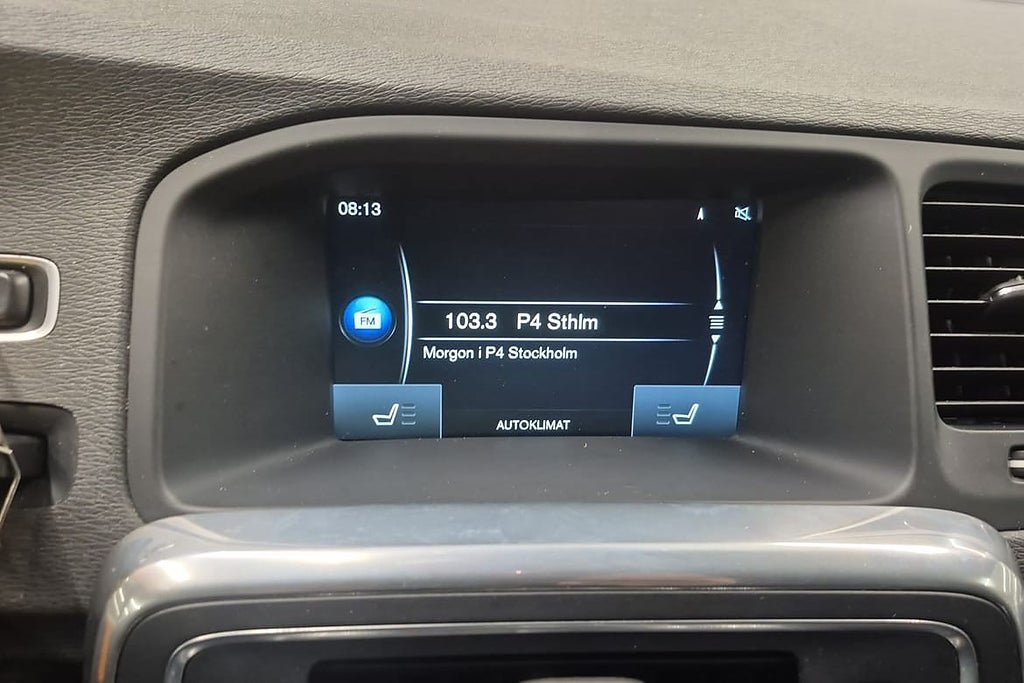 08:13
FM
103.3 P4 Sthlm
Morgon i P4 Stockholm
AUTOKLIMAT